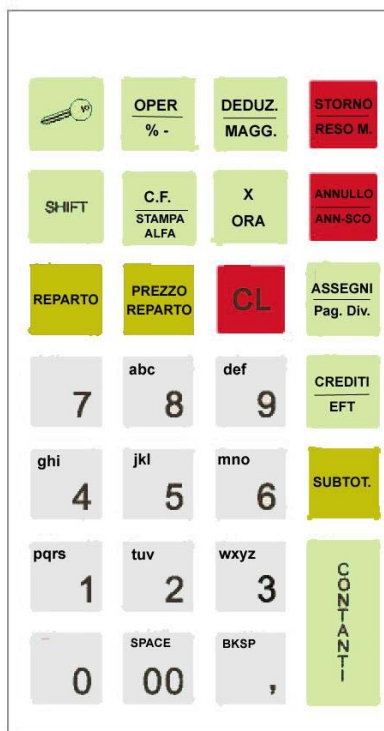 OPER
% -
DEDUZ.
MAGG.
STORNO
RESO M.
SHIFT
C.F.
STAMPA
ALFA
X
ORA
ANNULLO
ANN-SCO
REPARTO
PREZZO
REPARTO
CL
ASSEGNI
Pag. Div.
7
abc
8
def
9
CREDITI
EFT
ghi
4
jkl
5
mno
6
SUBTOT.
pqrs
1
tuv
2
wxyz
3
CONTANTI
0
SPACE
00
BKSP
,